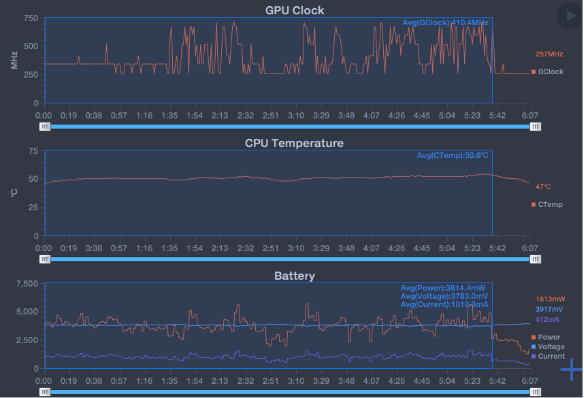 GPU Clock
Avg(GClock):410.4MHz
MHz
750
500
250
0
257MHz
GClock
0:00 0:19 0:38 0:57 1:16 1:35 1:54 2:13 2:32 2:51 3:10 3:29 3:48 4:07 4:26 4:45 5:04 5:23 5:42 6:07
CPU Temperature
Avg(CTemp):50.6°C
°C
75
50
25
0
47°C
CTemp
0:00 0:19 0:38 0:57 1:16 1:35 1:54 2:13 2:32 2:51 3:10 3:29 3:48 4:07 4:26 4:45 5:04 5:23 5:42 6:07
Battery
Avg(Power):3814.4mW
Avg(Voltage):3783.0mV
Avg(Current):1010.3mA
7,500
5,000
2,500
0
1613mW
3917mV
412mA
Power
Voltage
Current
0:00 0:19 0:38 0:57 1:16 1:35 1:54 2:13 2:32 2:51 3:10 3:29 3:48 4:07 4:26 4:45 5:04 5:23 5:42 6:07